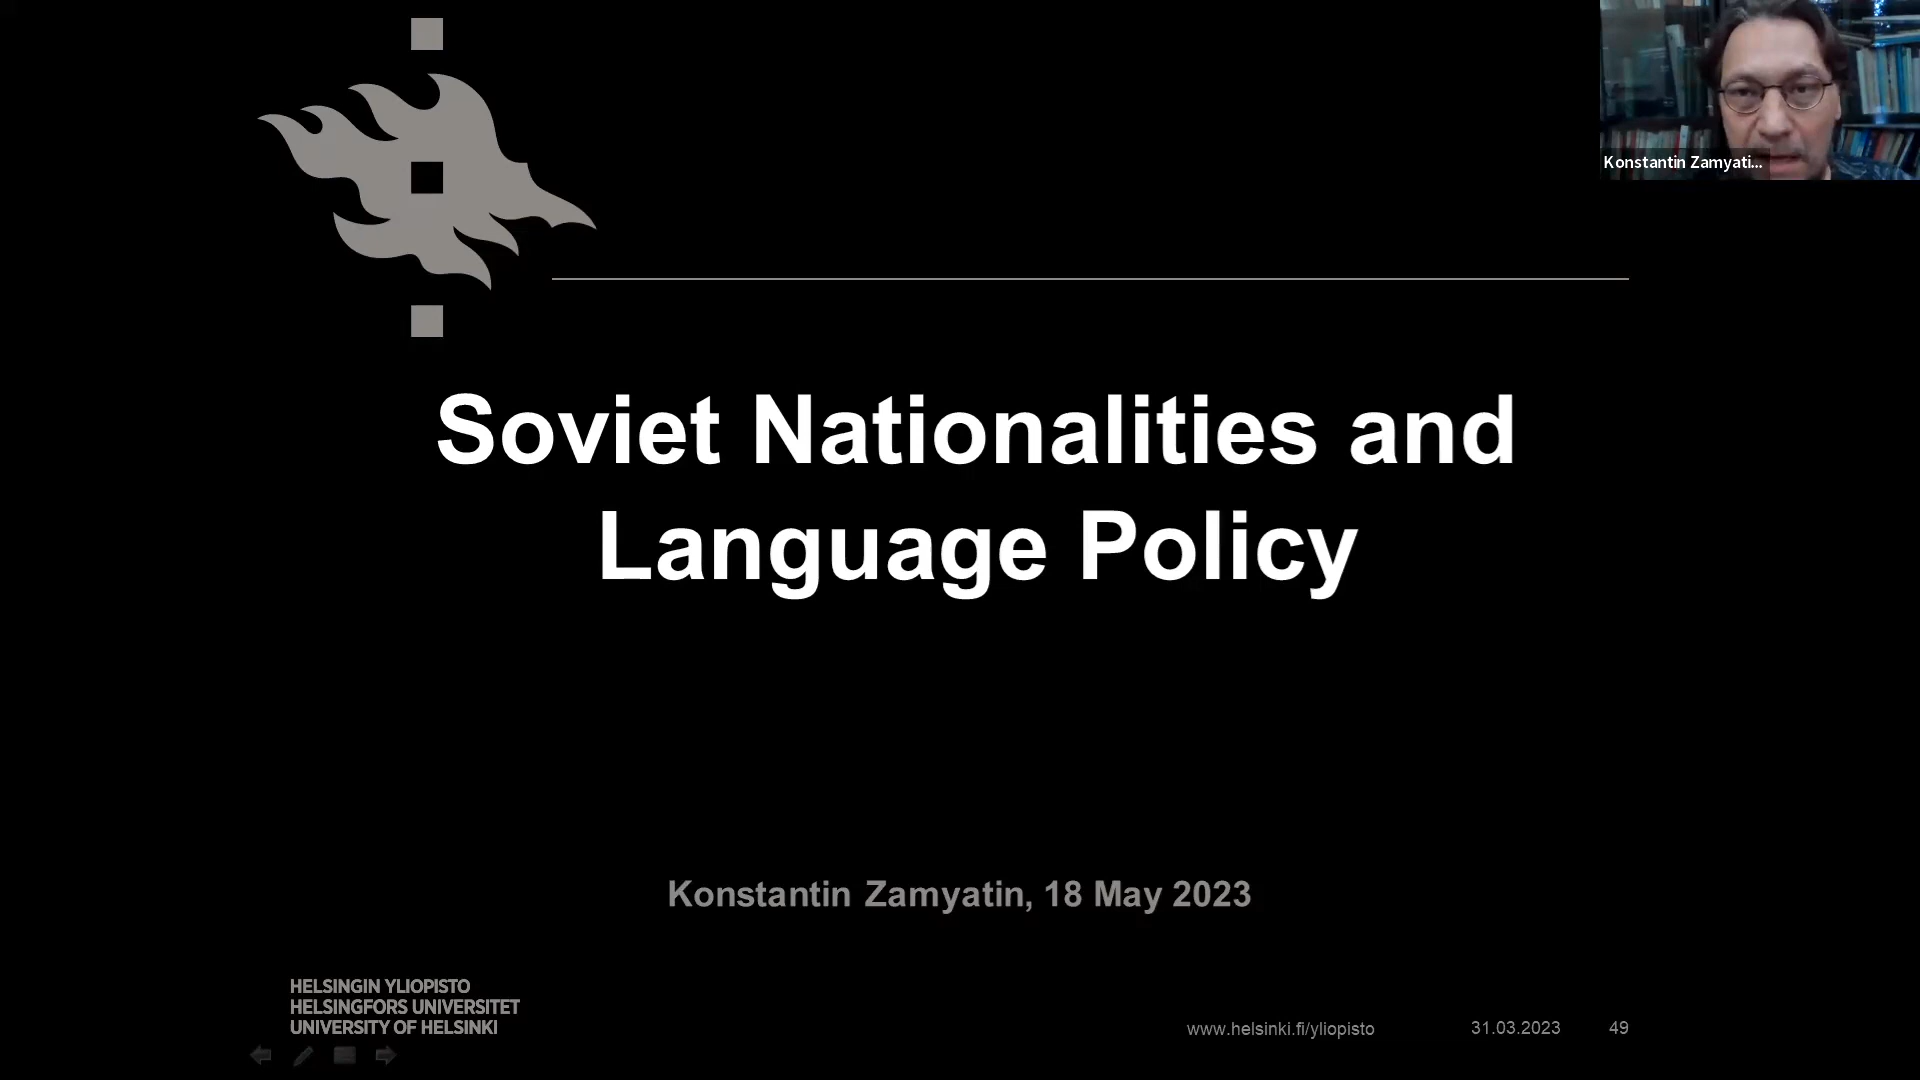 Konstantin Zamyati...
Soviet Nationalities and
Language Policy
Konstantin Zamyatin, 18 May 2023
HELSINGIN YLIOPISTO
HELSINGFORS UNIVERSITET
UNIVERSITY OF HELSINKI
www.helsinki.fi/yliopisto
31.03.2023
49